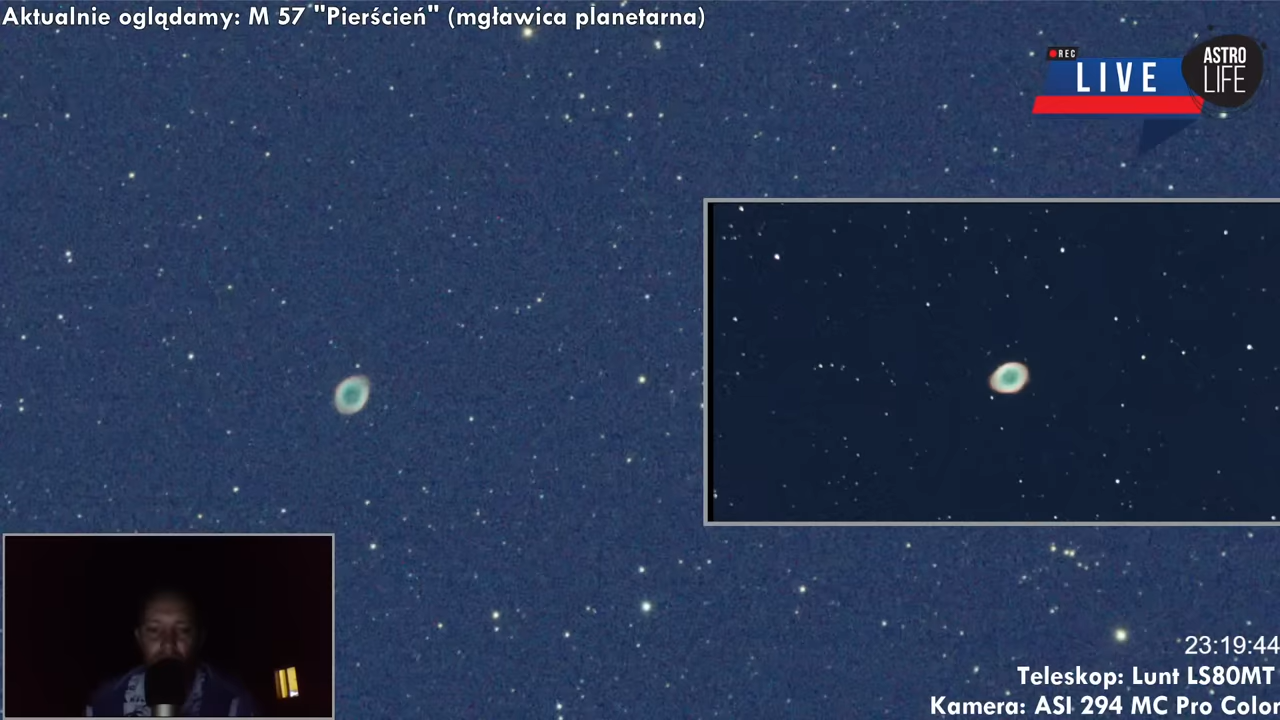 Aktualnie oglądamy: M 57 "Pierścień" (mgławica planetarna)
REC
LIVE
ASTRO
LIFE
23:19:44
Teleskop: Lunt LS80MT
Kamera: ASI 294 MC Pro Color